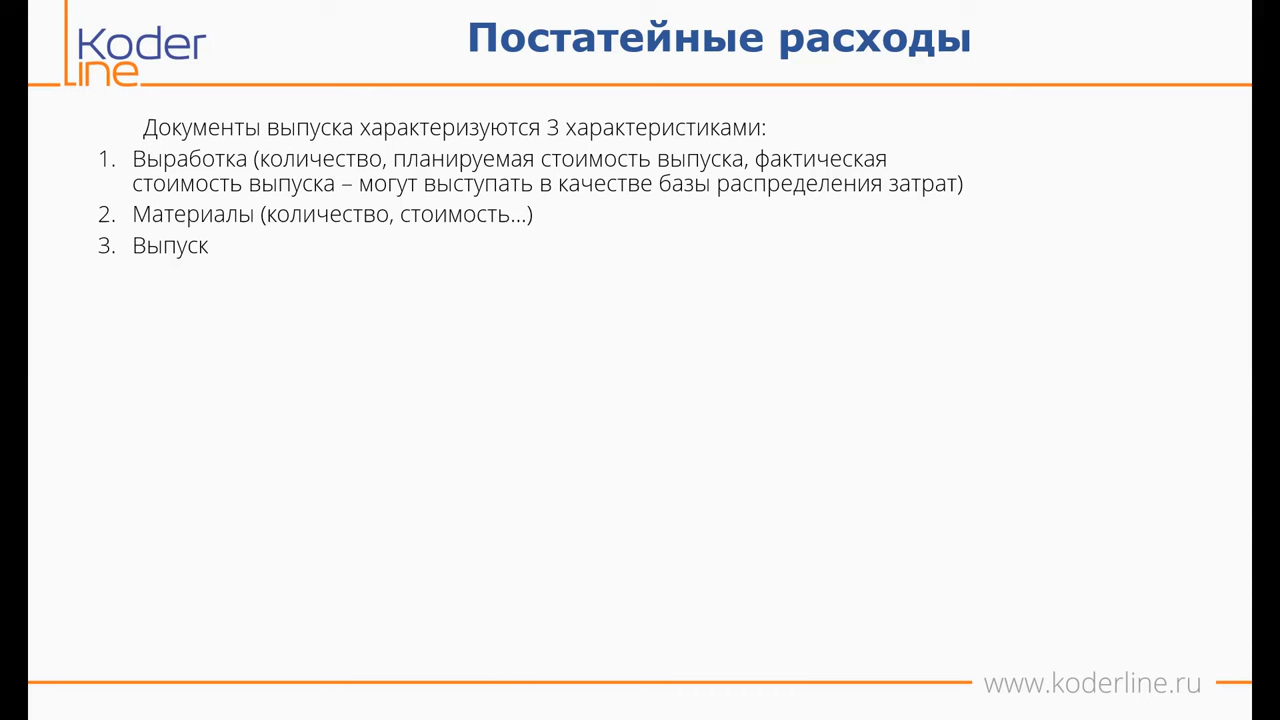 Koder
line
Постатейные расходы
Документы выпуска характеризуются 3 характеристиками:
1. Выработка (количество, планируемая стоимость выпуска, фактическая
стоимость выпуска – могут выступать в качестве базы распределения затрат)
2. Материалы (количество, стоимость...)
3. Выпуск
www.koderline.ru